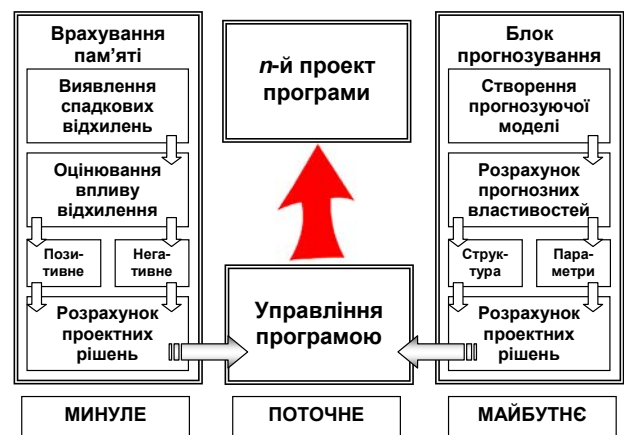 Врахування
пам’яті
Виявлення
спадкових
відхилень
Оцінювання
впливу
відхилення
Пози-
тивне
Нега-
тивне
Розрахунок
проектних
рішень
МИНУЛЕ
n-й проект
програми
Управління
програмою
ПОТОЧНЕ
Блок
прогнозування
Створення
прогнозуючої
моделі
Розрахунок
прогнозних
властивостей
Струк-
тура
Пара-
метри
Розрахунок
проектних
рішень
МАЙБУТНЄ